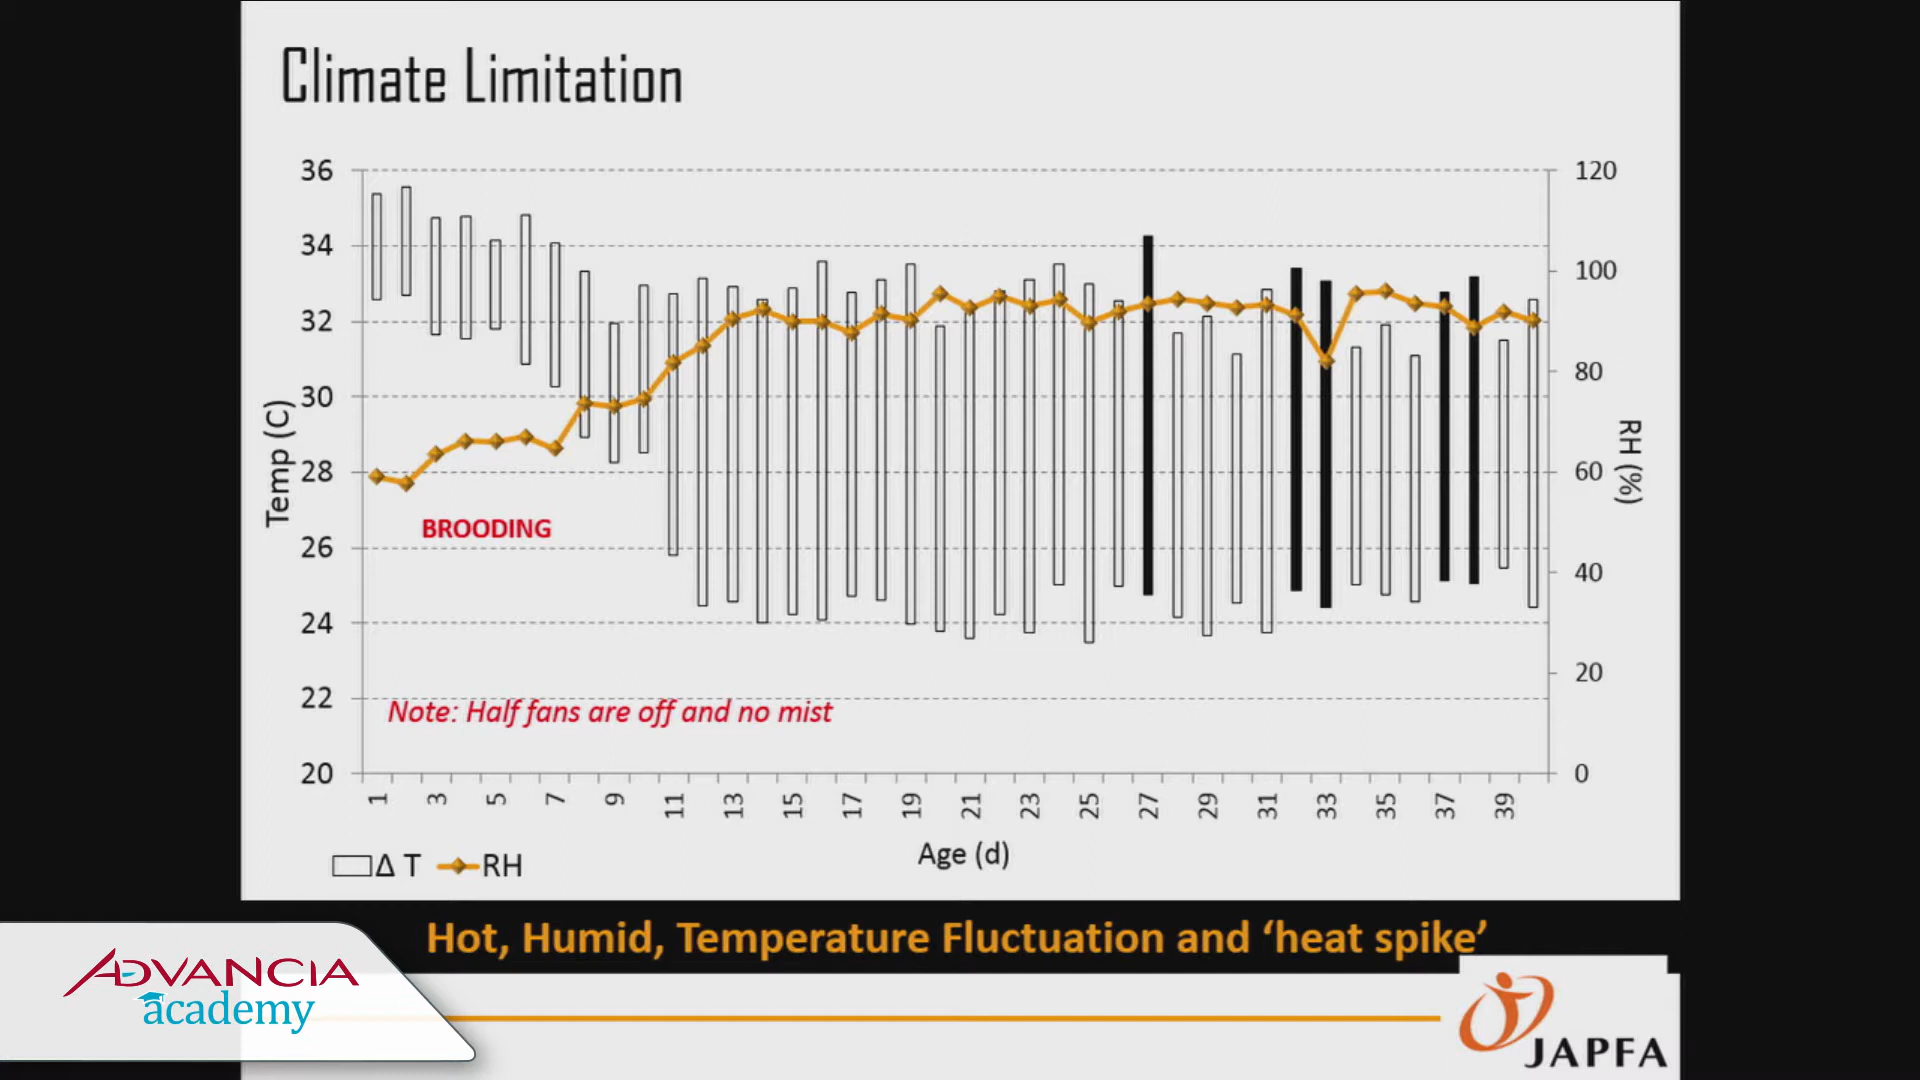 Climate Limitation
36
34
32
30
28
26
24
22
20
Temp (C)
120
100
80
60
40
20
0
RH (%)
BROODING
Note: Half fans are off and no mist
1 3 5 7 9 11 13 15 17 19 21 23 25 27 29 31 33 35 37 39
Age (d)
Δ T RH
Hot, Humid, Temperature Fluctuation and ‘heat spike’
ADVANCIA
academy
JAPFA